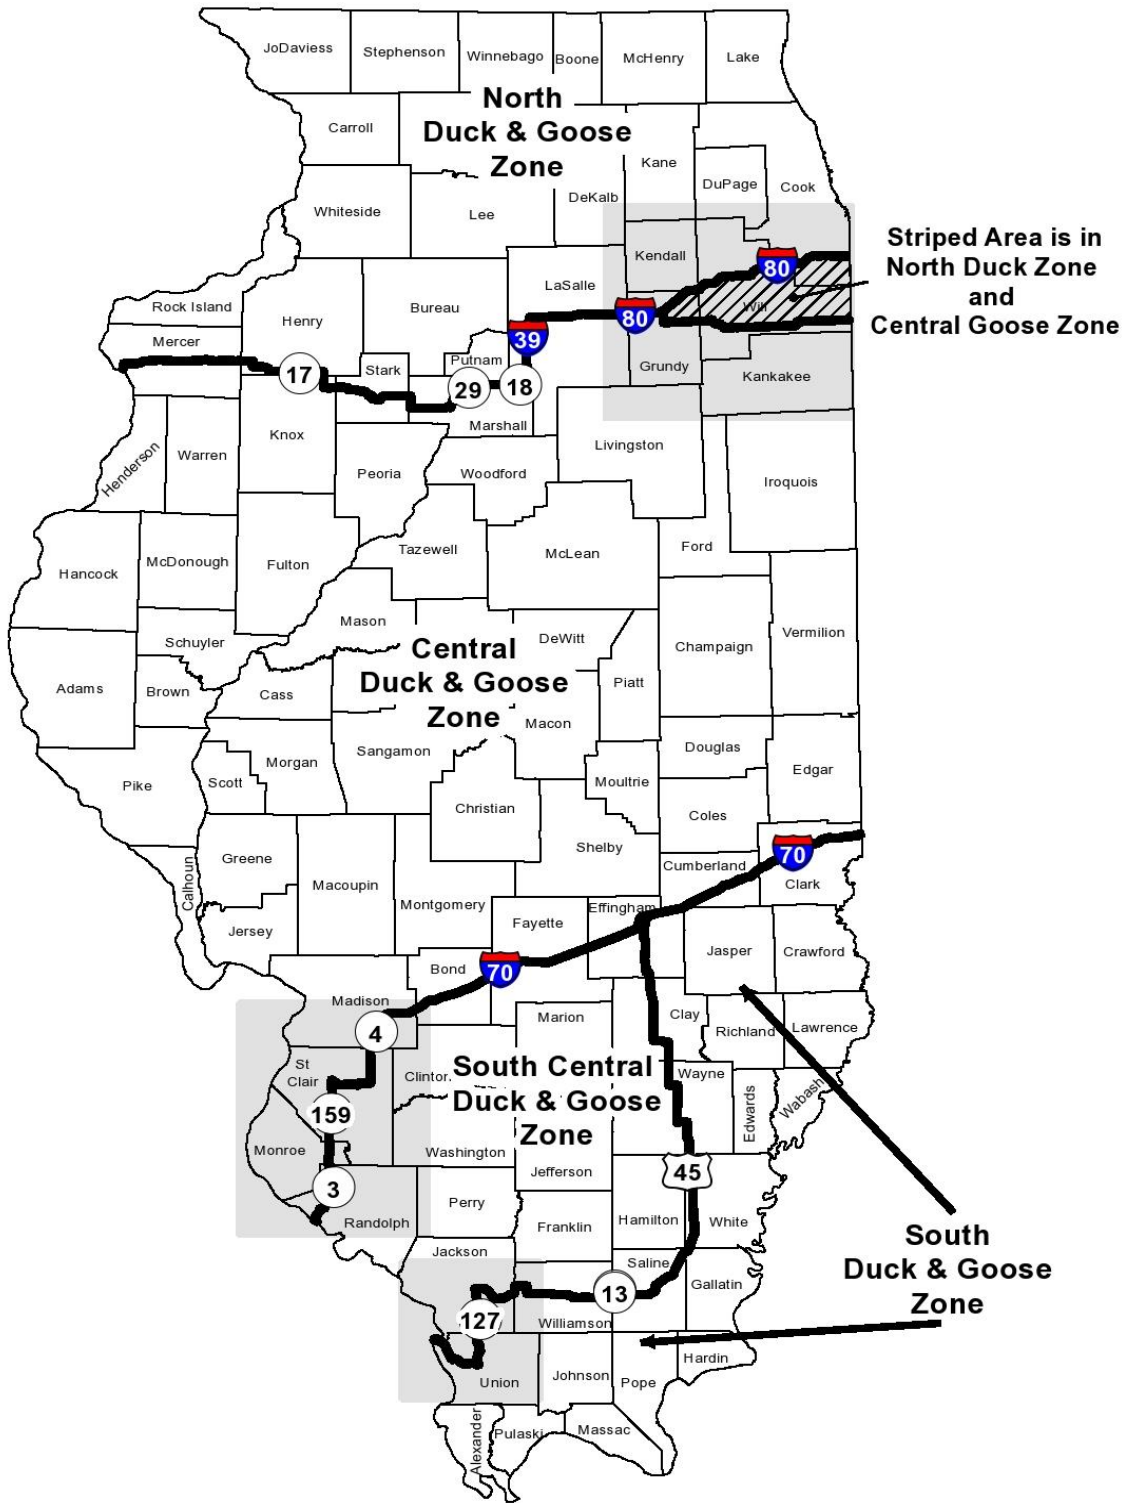 JoDaviess
Stephenson
Winnebago
Boone
McHenry
Lake
North
Duck & Goose
Zone
Carroll
Kane
DuPage
Cook
DeKalb
Whiteside
Lee
Striped Area is in
North Duck Zone
and
Central Goose Zone
Kendall
80
LaSalle
Rock Island
Bureau
Henry
Will
80
39
Mercer
Putnam
Grundy
Stark
17
29
18
Kankakee
Marshall
Knox
Livingston
Henderson
Warren
Peoria
Woodford
Iroquois
Ford
McLean
Tazewell
McDonough
Fulton
Hancock
Mason
Schuyler
DeWitt
Vermilion
Champaign
Central
Duck & Goose
Zone
Piatt
Adams
Brown
Cass
Macon
Sangamon
Douglas
Morgan
Edgar
Scott
Moultrie
Pike
Christian
Coles
Shelby
70
Greene
Cumberland
Calhoun
Macoupin
Clark
Montgomery
Effingham
Fayette
Jersey
Jasper
Crawford
Bond
70
Madison
Clay
Marion
Richland
Lawrence
4
St
Clair
South Central
Duck & Goose
Zone
Clinton
Wayne
Edwards
Wabash
159
Monroe
Washington
Jefferson
45
3
Perry
Randolph
Franklin
Hamilton
White
South
Duck & Goose
Zone
Jackson
Saline
Gallatin
13
127
Williamson
Hardin
Union
Johnson
Pope
Alexander
Pulaski
Massac